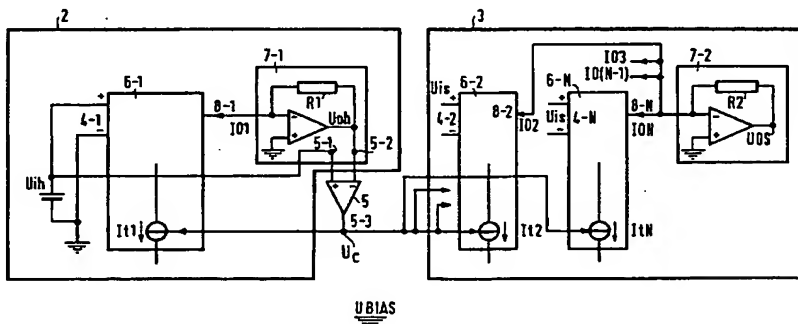 2
3
7-1
6-1
R1
Uoh
8-1
IO1
4-1
5-1
5-2
5
5-3
Uih
It1
Uc
UBIAS
IO3
IO(N-1)
7-2
6-2
6-N
Uis
4-2
8-2
IO2
Uis
4-N
8-N
ION
R2
UOS
It2
ItN